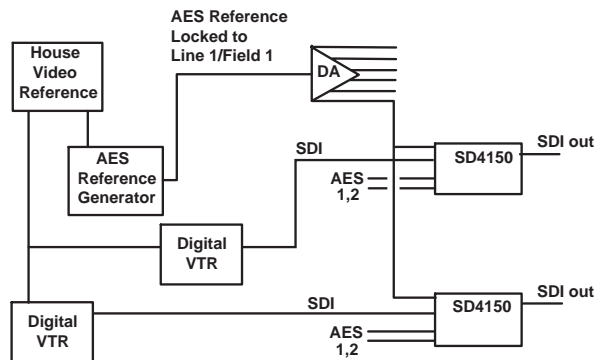 AES Reference
Locked to
Line 1/Field 1
House
Video
Reference
DA
AES
Reference
Generator
SDI
SD4150
SDI out
AES
1,2
Digital
VTR
SDI
SD4150
SDI out
Digital
VTR
AES
1,2